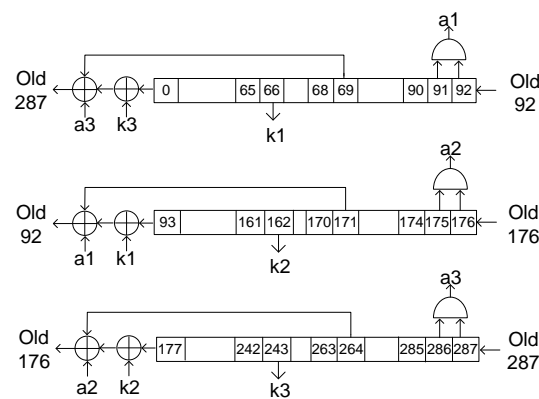 a1
Old 287
0 65 66 68 69 90 91 92
Old 92
a3 k3
k1
a2
Old 92
93 161 162 170 171 174 175 176
Old 176
a1 k1
k2
a3
Old 176
177 242 243 263 264 285 286 287
Old 287
a2 k2
k3